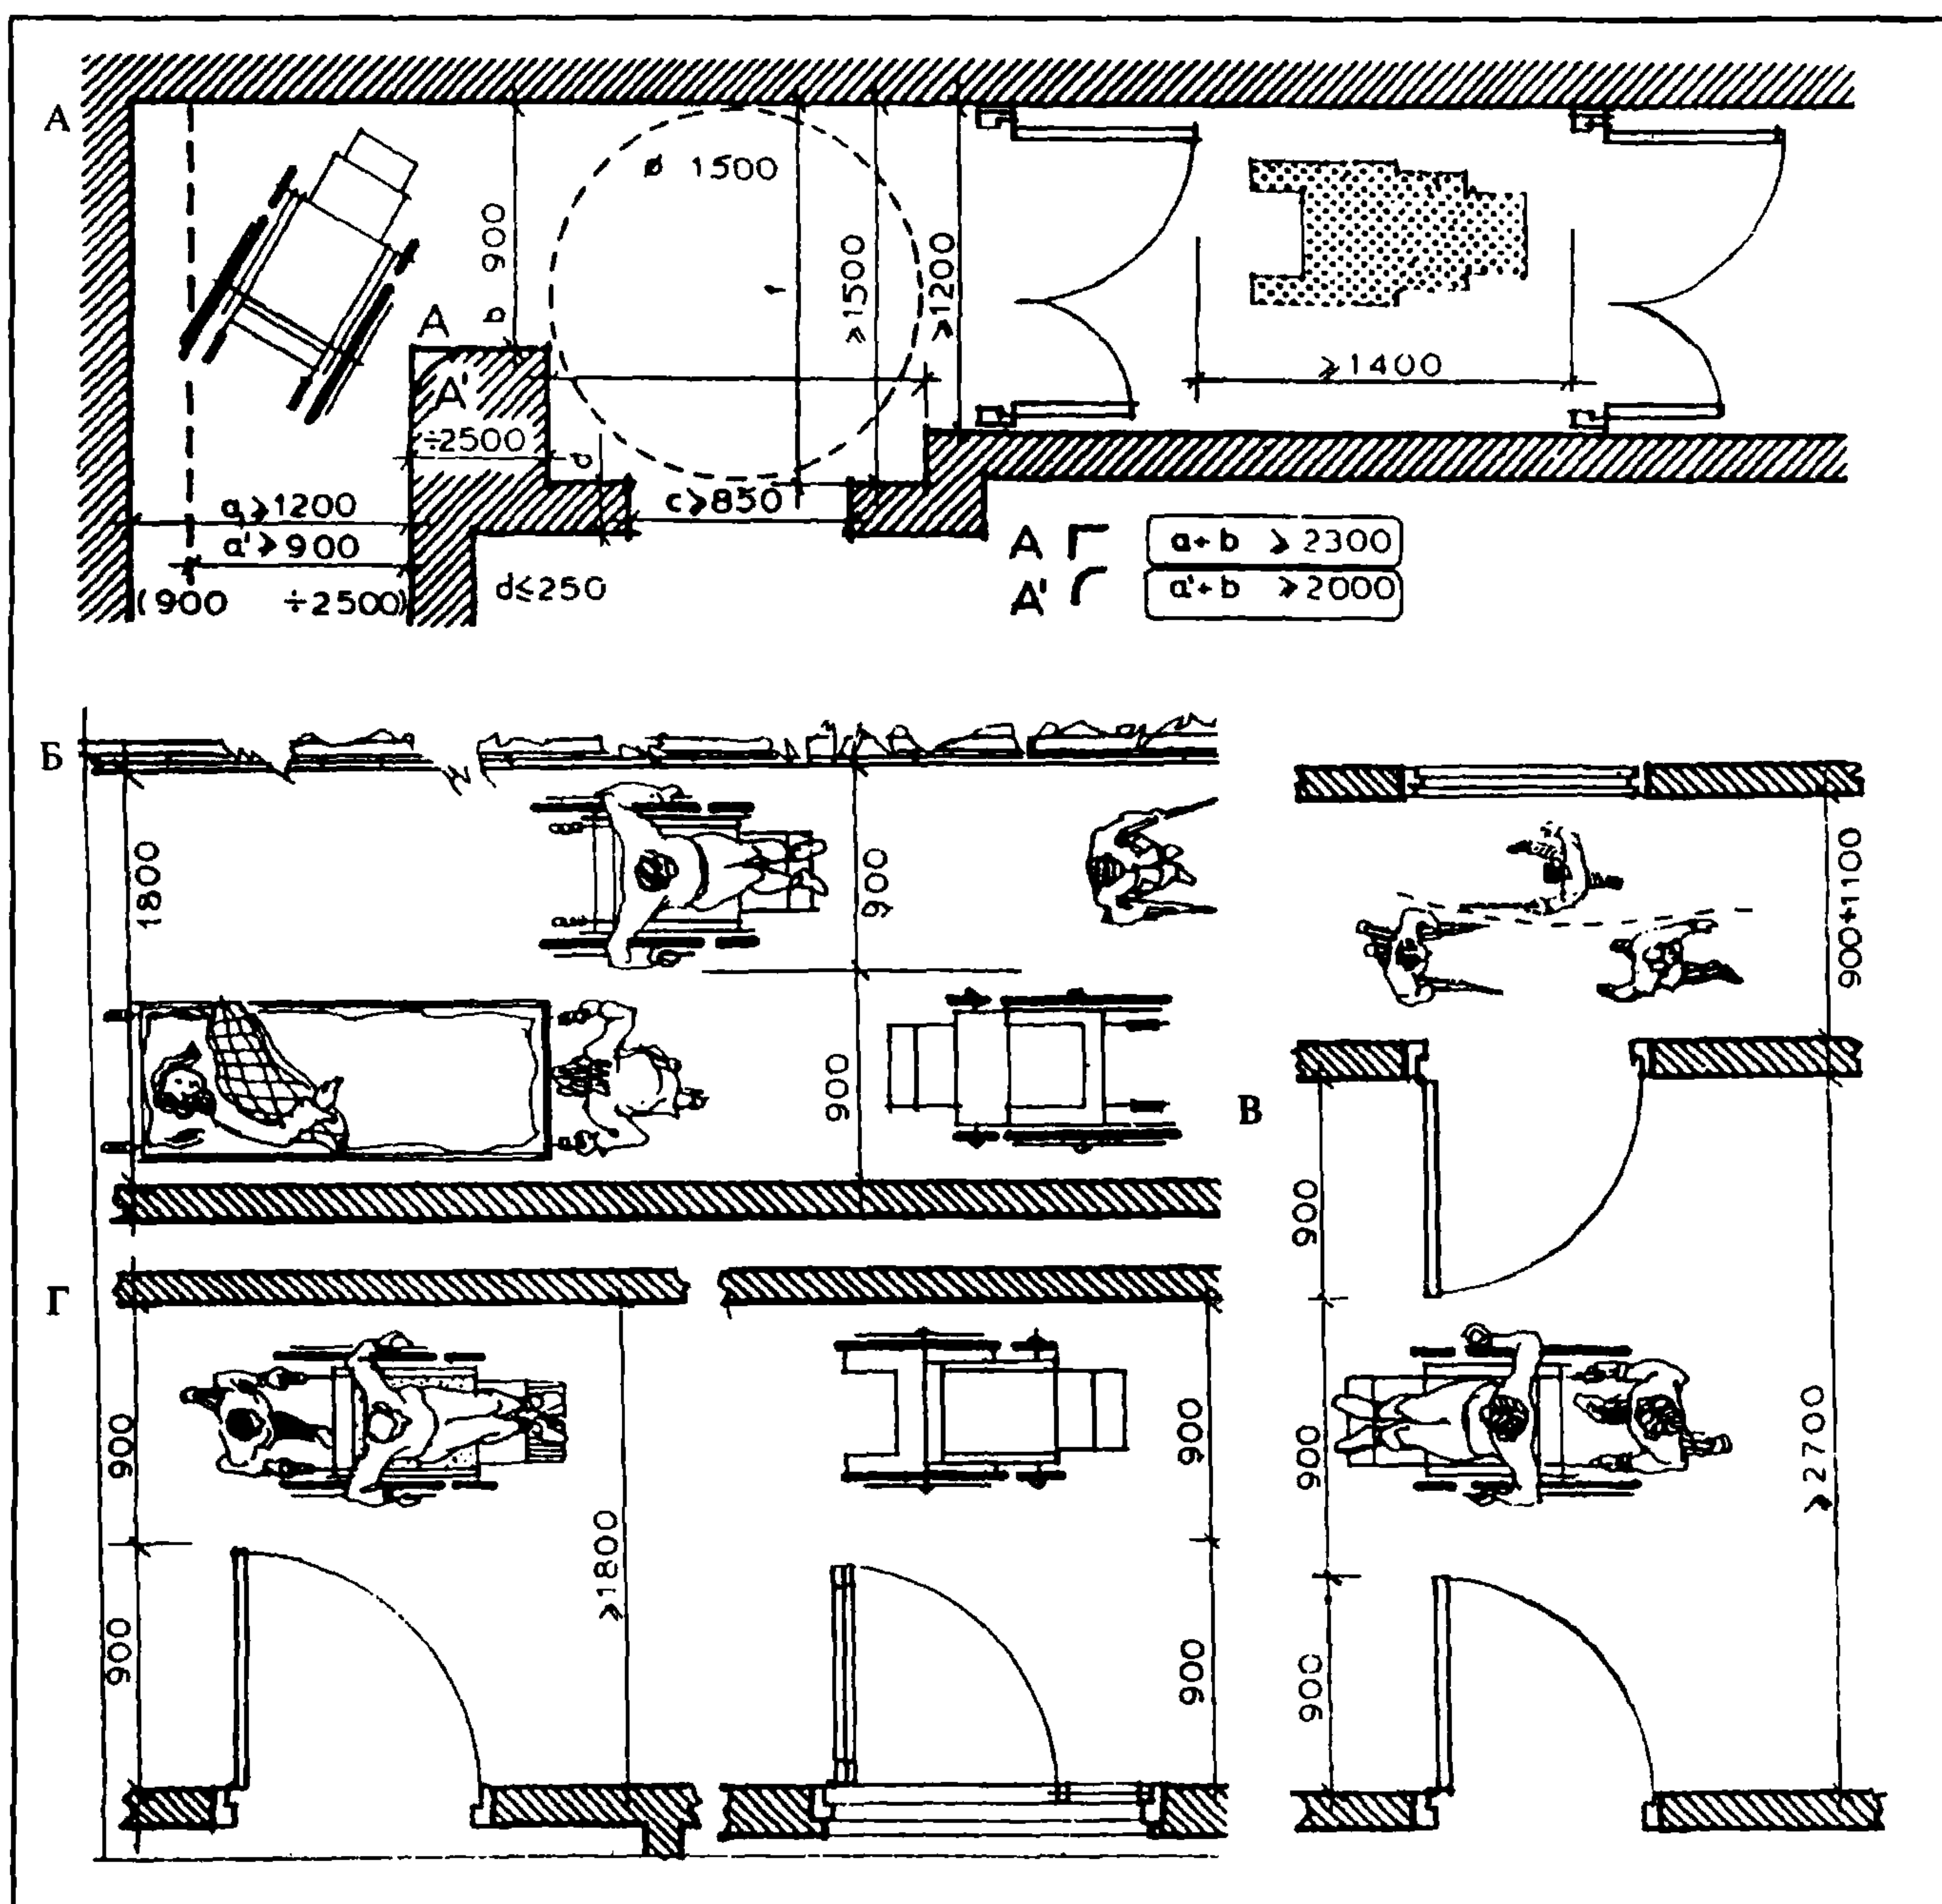 А
ø 1500
b 900
f
⩾1500
⩾1200
⩾1400
A
A'
÷2500
d
a ⩾1200
a' ⩾ 900
(900 ÷2500)
c⩾850
d≤250
A a+b ⩾ 2300
A' a'+b ⩾ 2000
Б
1800
900
900
900+1100
В
900
900
900
⩾2700
Г
900
900
⩾1800
900
900